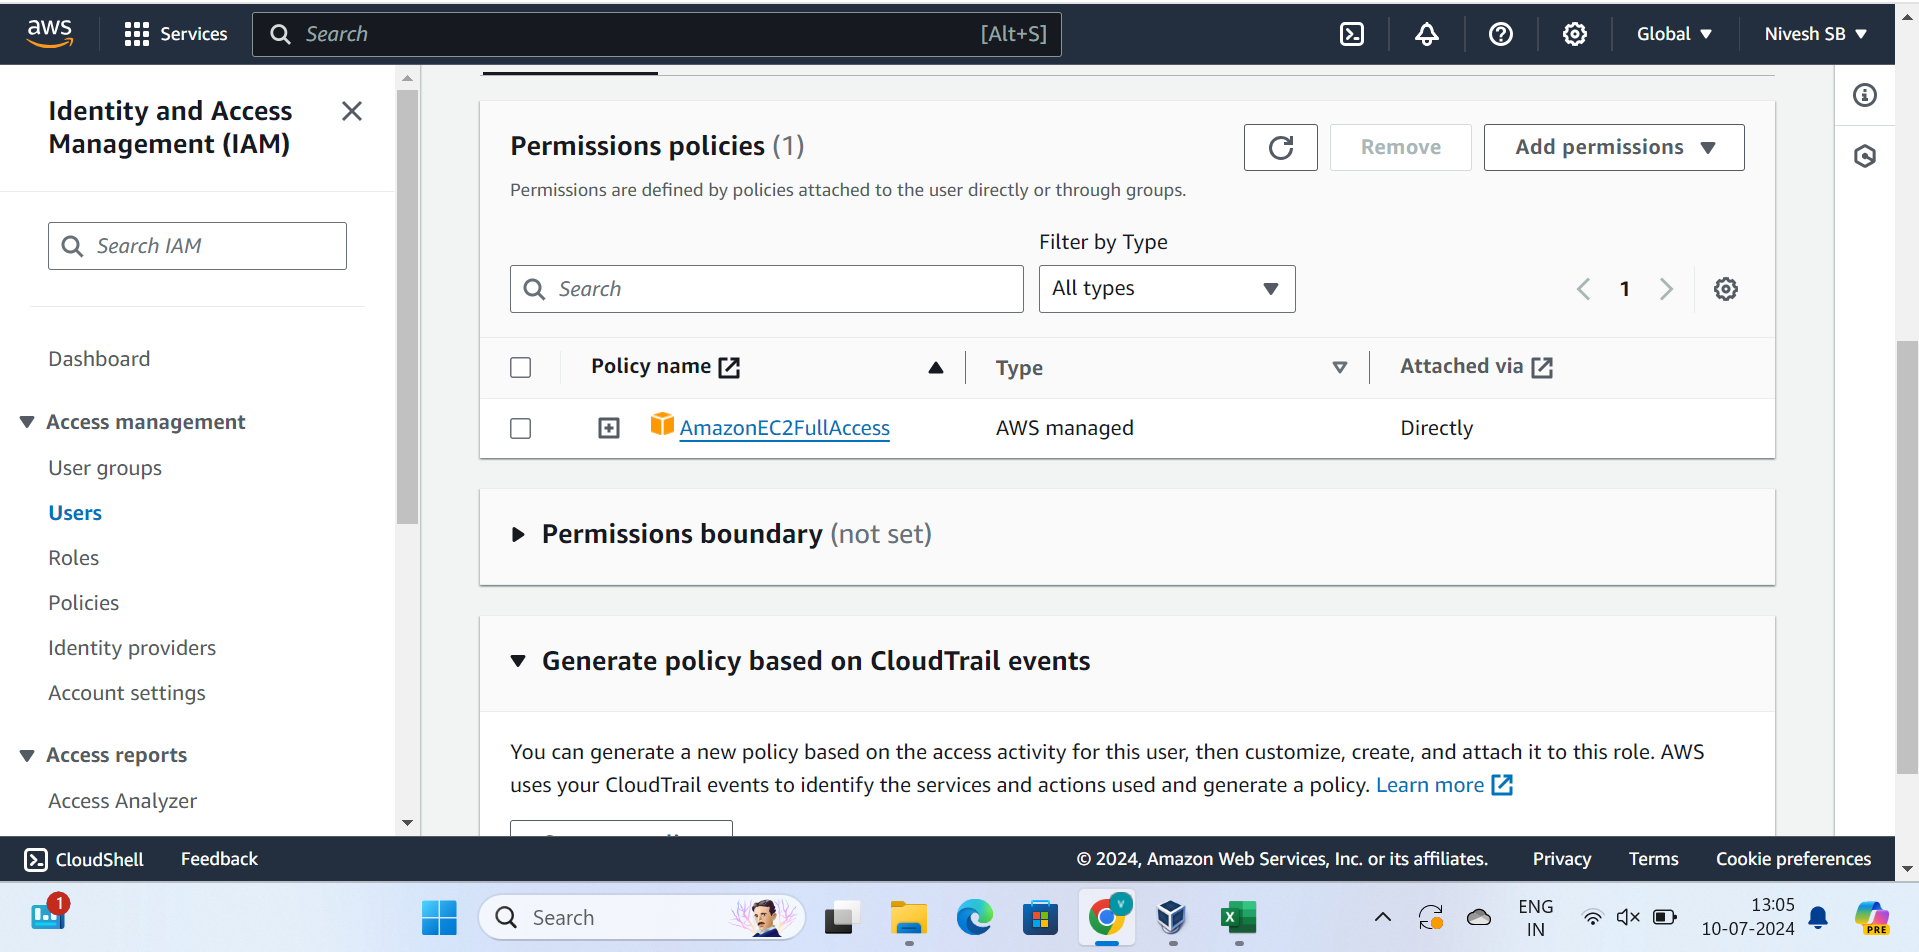 aws
Services
Search
[Alt+S]
Global
Nivesh SB
Identity and Access
Management (IAM)
Search IAM
Dashboard
Access management
User groups
Users
Roles
Policies
Identity providers
Account settings
Access reports
Access Analyzer
Permissions policies (1)
Remove
Add permissions
Permissions are defined by policies attached to the user directly or through groups.
Filter by Type
Search
All types
1
Policy name
Type
Attached via
AmazonEC2FullAccess
AWS managed
Directly
Permissions boundary (not set)
Generate policy based on CloudTrail events
You can generate a new policy based on the access activity for this user, then customize, create, and attach it to this role. AWS
uses your CloudTrail events to identify the services and actions used and generate a policy. Learn more
CloudShell
Feedback
© 2024, Amazon Web Services, Inc. or its affiliates.
Privacy
Terms
Cookie preferences
1
Search
V
X
ENG
IN
13:05
10-07-2024
PRE